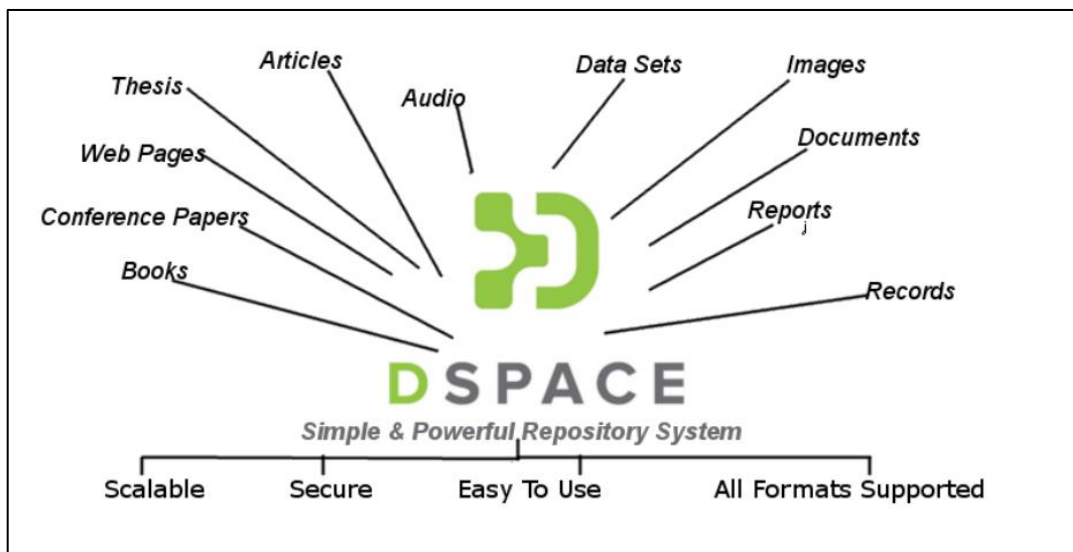 Articles
Data Sets
Images
Thesis
Audio
Documents
Web Pages
Conference Papers
Reports
Books
Records
DSPACE
Simple & Powerful Repository System
Scalable
Secure
Easy To Use
All Formats Supported